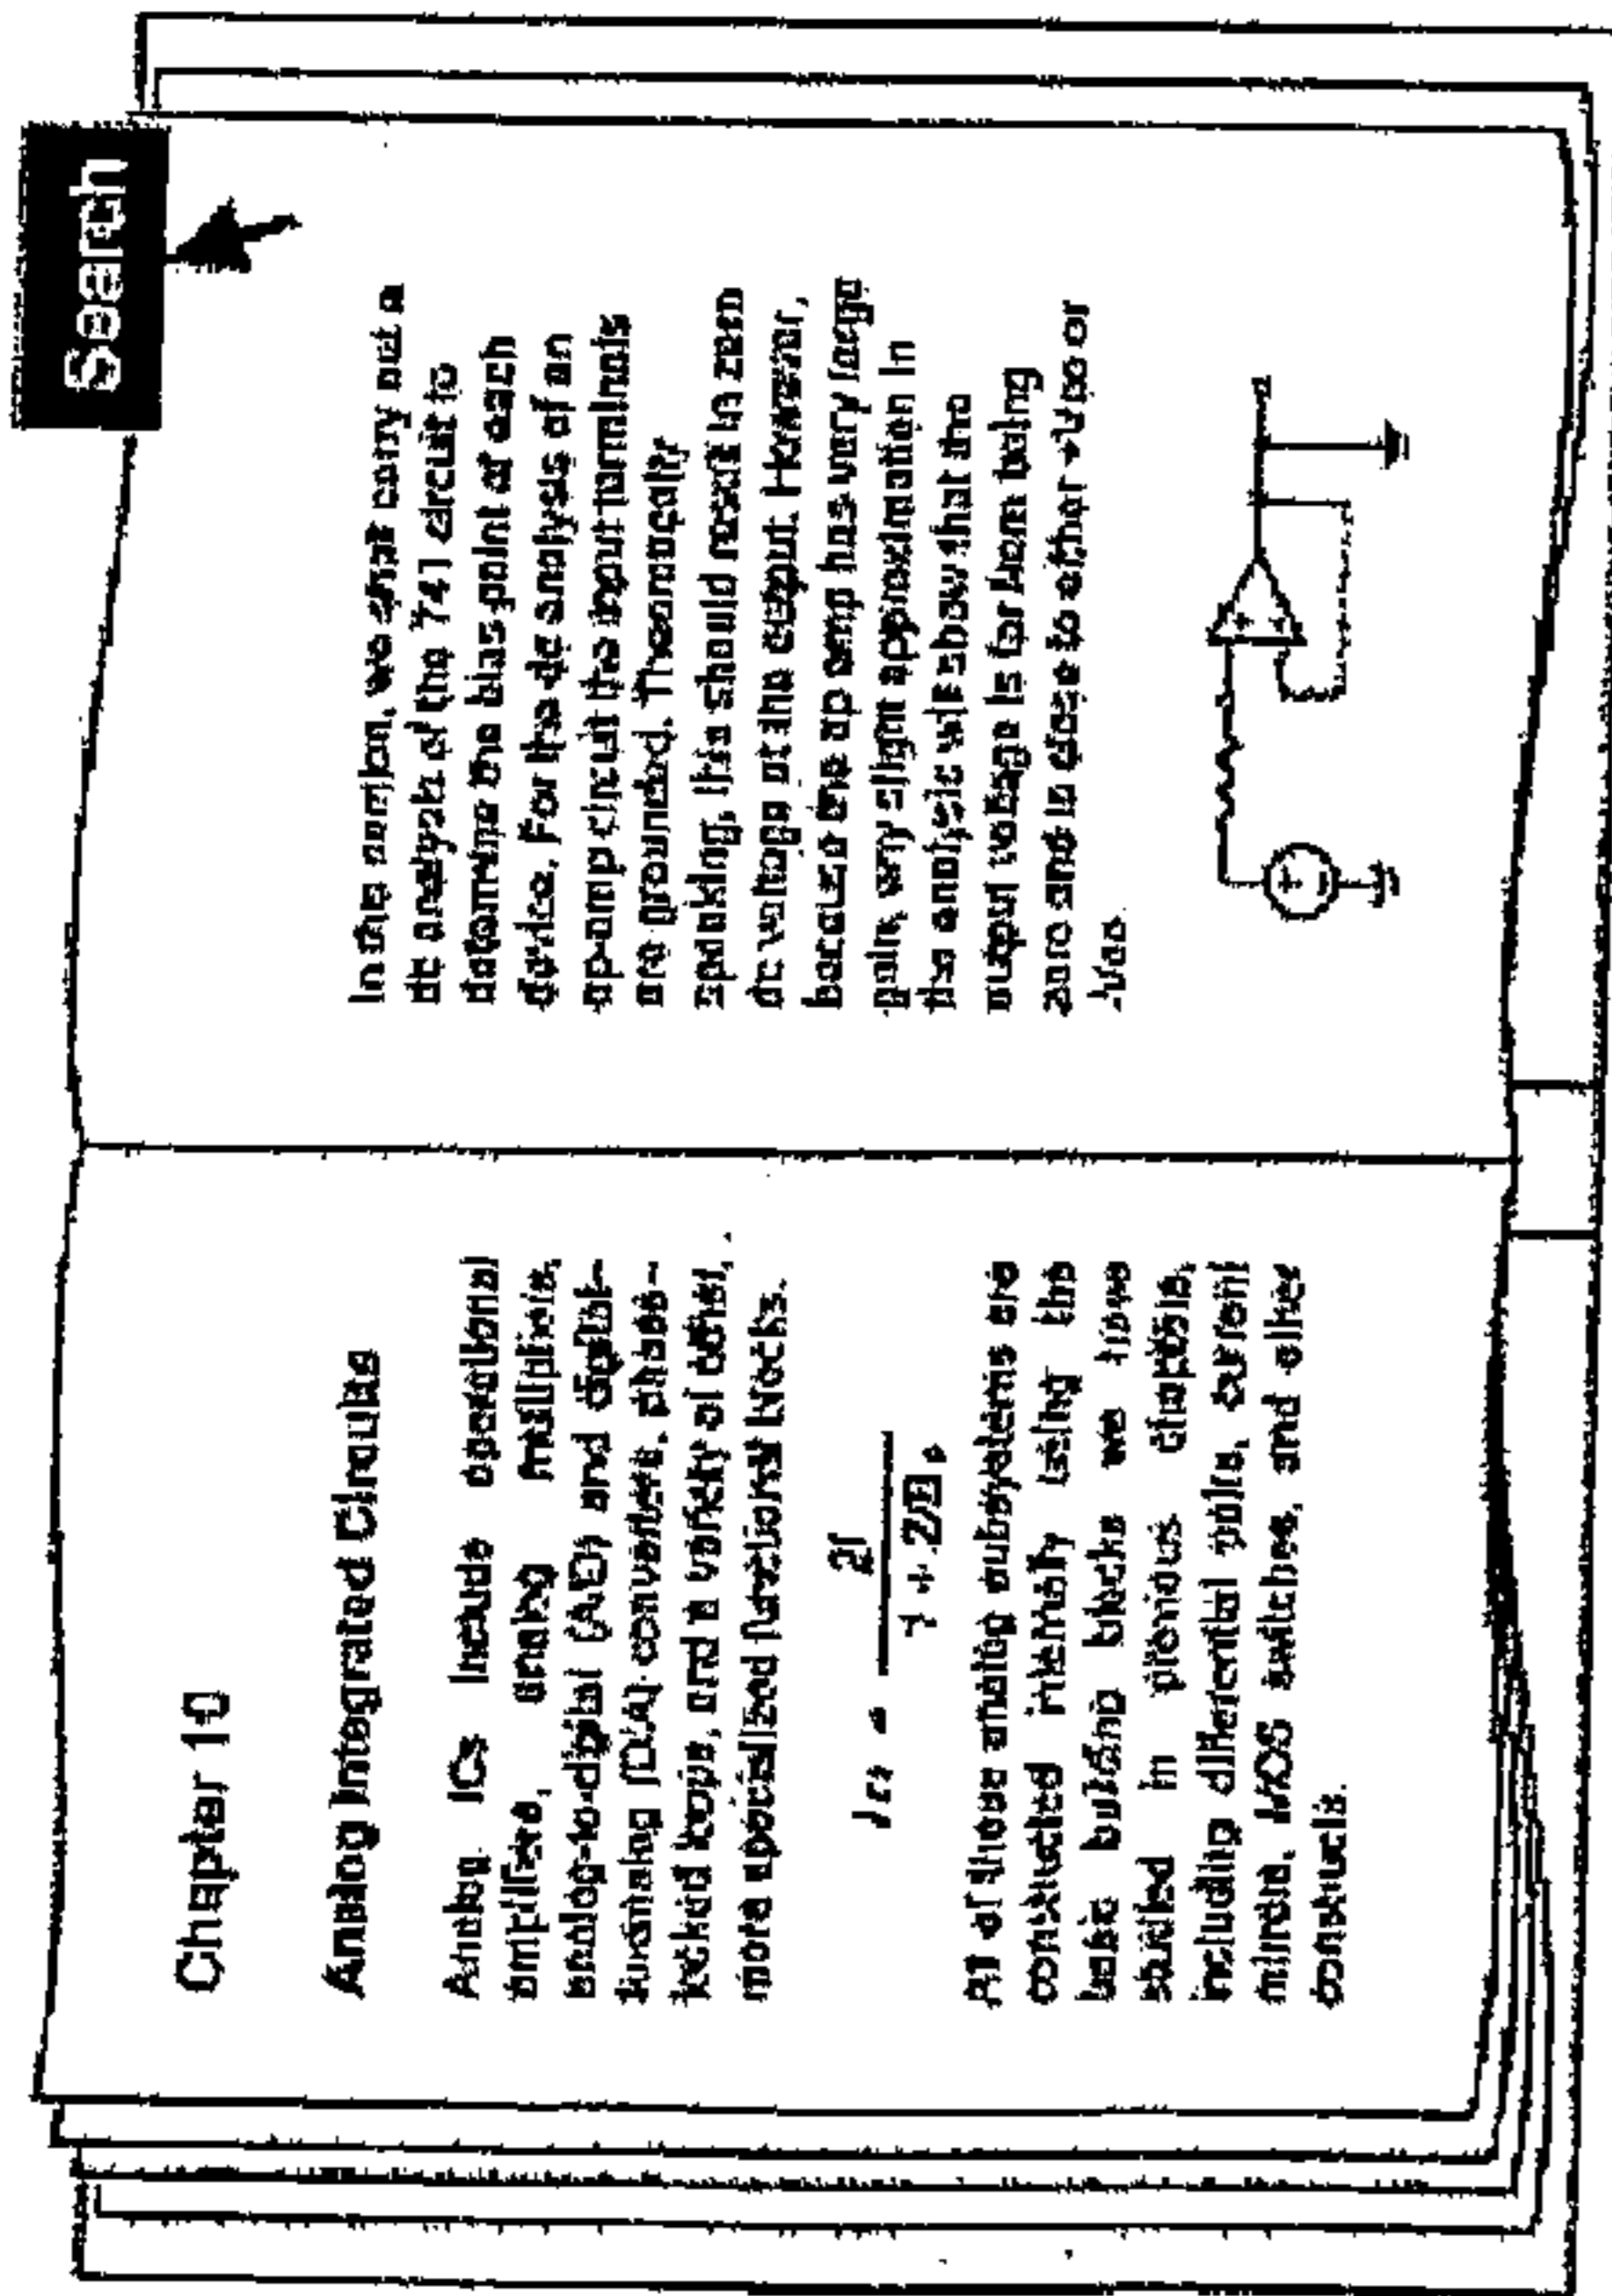 Search
Chapter 10
Analog Integrated Circuits
Analog ICs include operational
amplifiers, analog multipliers,
analog-to-digital (A/D) and digital-
to-analog (D/A) converters, phase-
locked loops, and a variety of other,
more specialized functional blocks.
All of those analog subsystems are
constructed internally using the
basic building blocks we have
studied in previous chapters,
including differential pairs, current
mirrors, MOS switches, and other
constructs.
In this section, we shall carry out a
dc analysis of the 741 circuit to
determine the bias point of each
device. For the dc analysis of an
op-amp circuit the input terminals
are grounded. Theoretically
speaking, this should result in zero
dc voltage at the output. However,
because the op amp has very large
gain, any slight approximation in
the analysis will show that the
output voltage is far from being
zero and is close to either +Vcc or